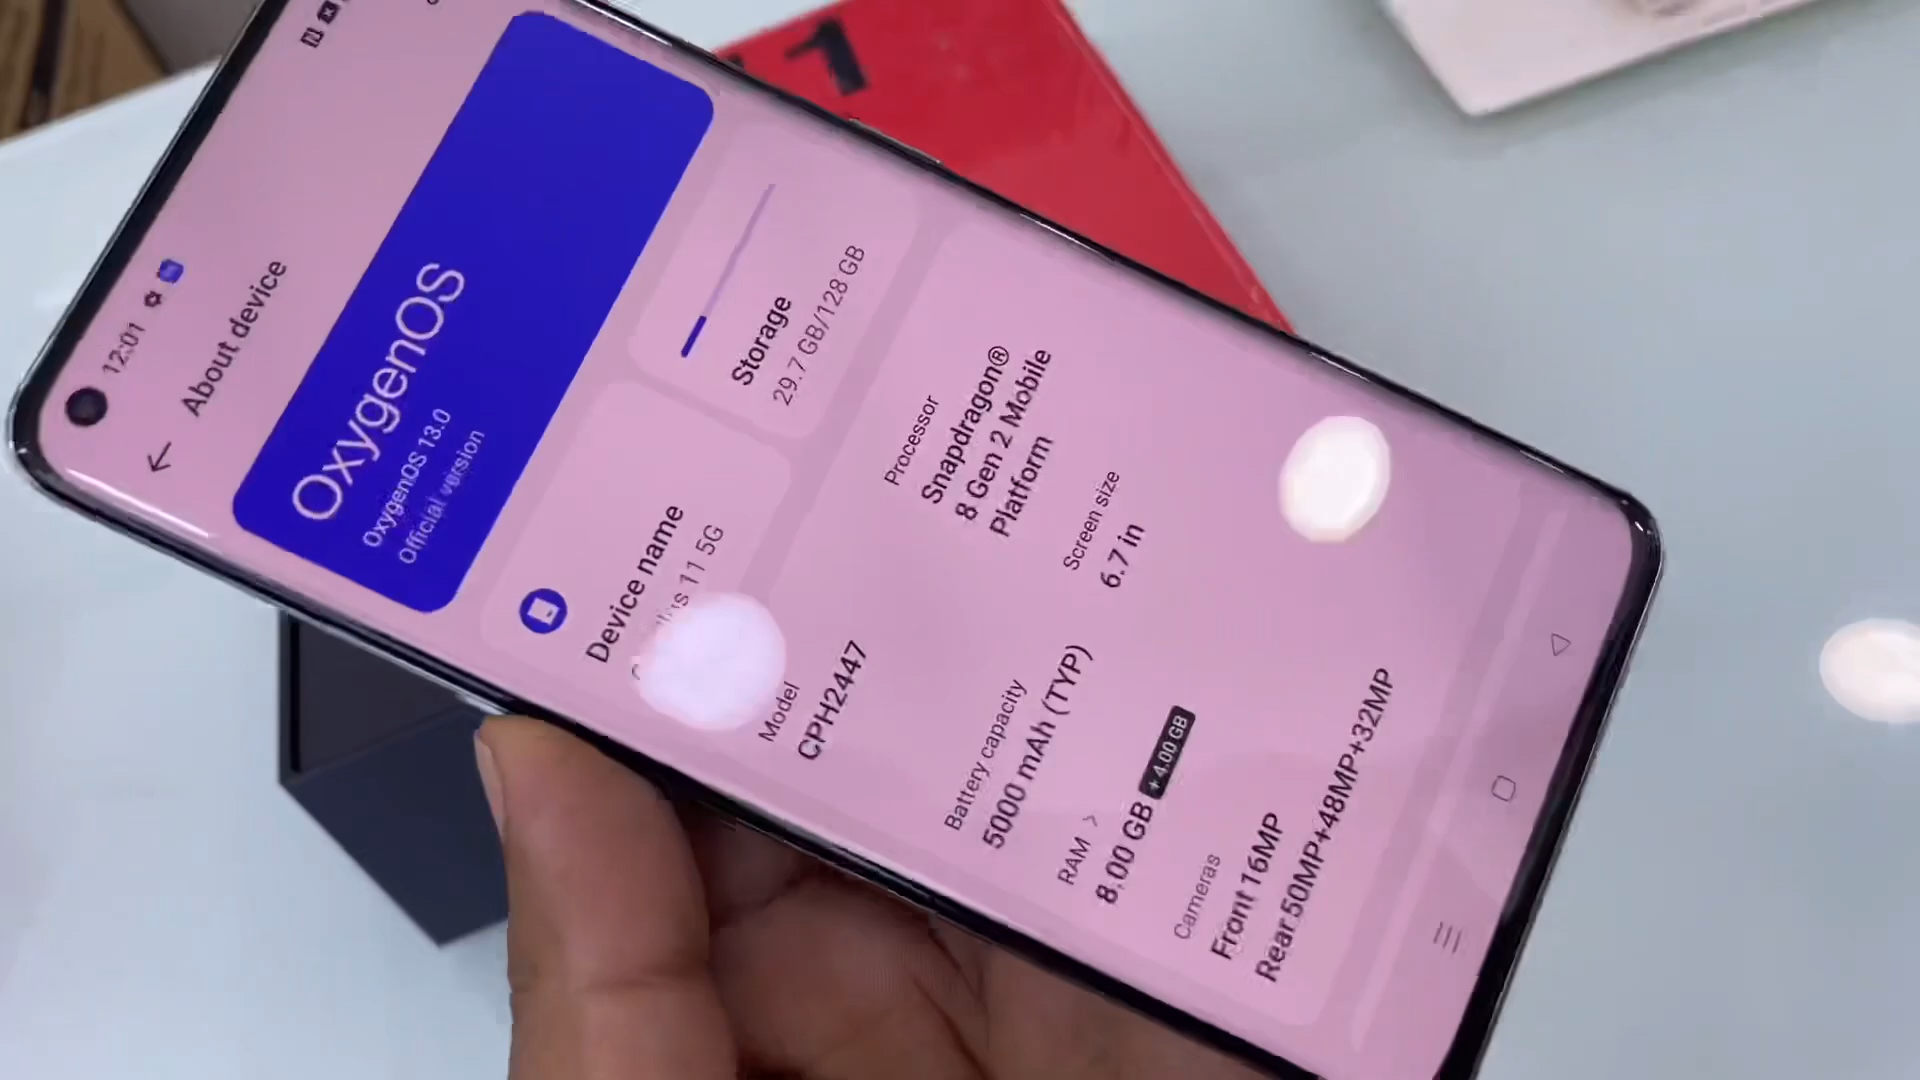 12:01
About device
OxygenOS
OxygenOS 13.0
Official version
Device name
11 5G
Storage
29.7 GB/128 GB
Model
CPH2447
Processor
Snapdragon®
8 Gen 2 Mobile
Platform
Battery capacity
5000 mAh (TYP)
Screen size
6.7 in
RAM >
8.00 GB + 4.00 GB
Cameras
Front 16MP
Rear 50MP+48MP+32MP
11